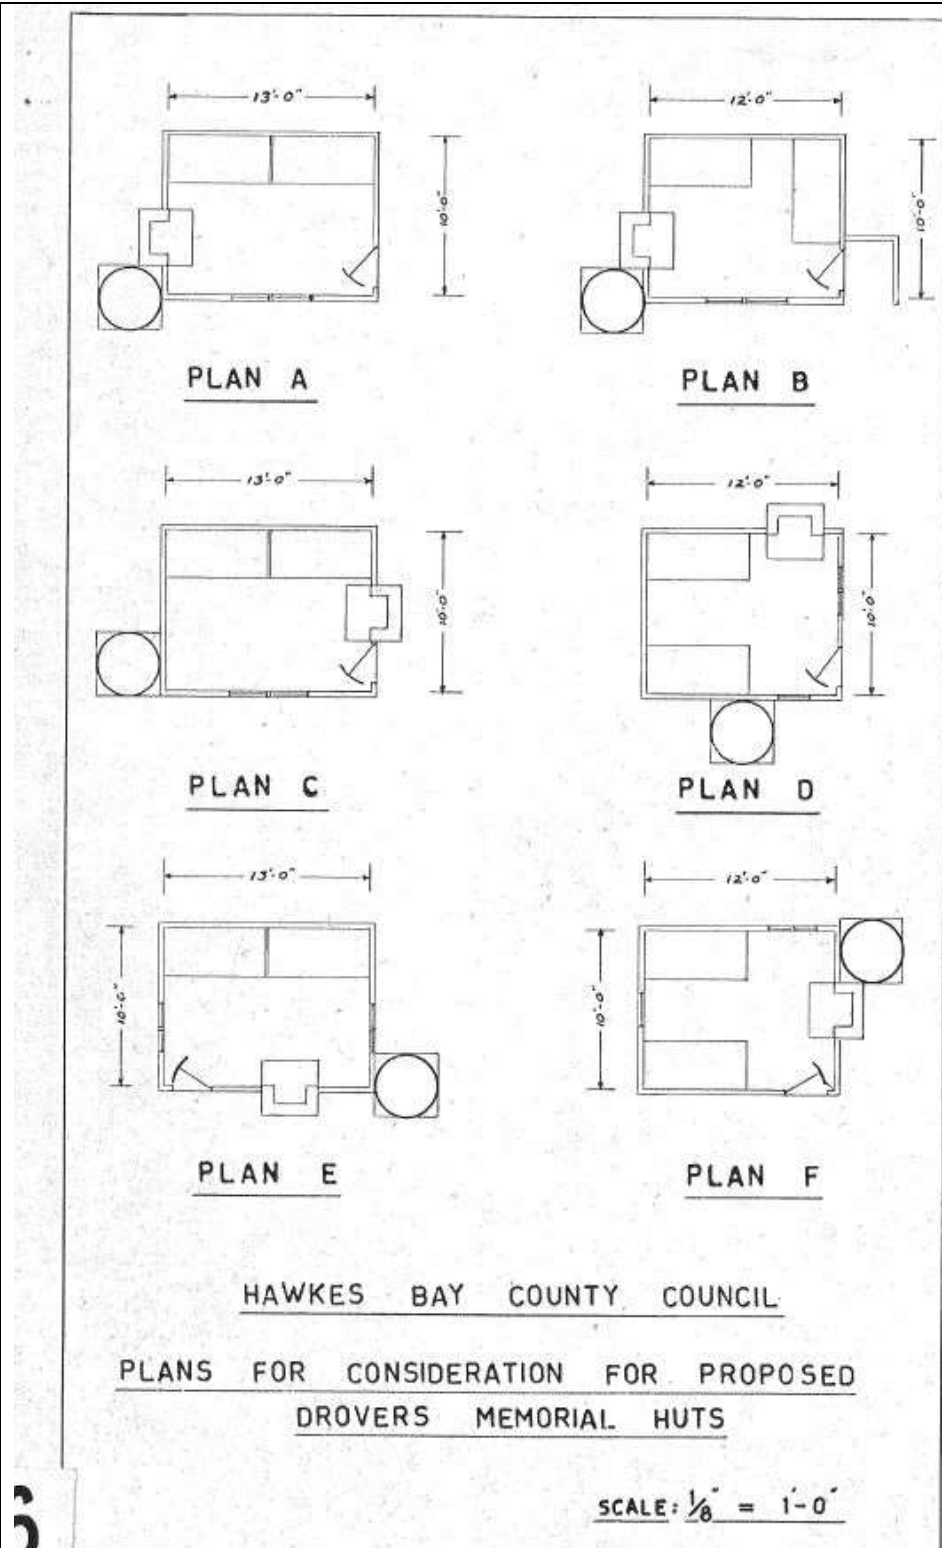 13'-0"
12'-0"
10'-0"
10'-0"
PLAN A
PLAN B
13'-0"
12'-0"
10'-0"
10'-0"
PLAN C
PLAN D
13'-0"
12'-0"
10'-0"
10'-0"
PLAN E
PLAN F
HAWKES BAY COUNTY COUNCIL
PLANS FOR CONSIDERATION FOR PROPOSED
DROVERS MEMORIAL HUTS
SCALE: 1/8" = 1'-0"